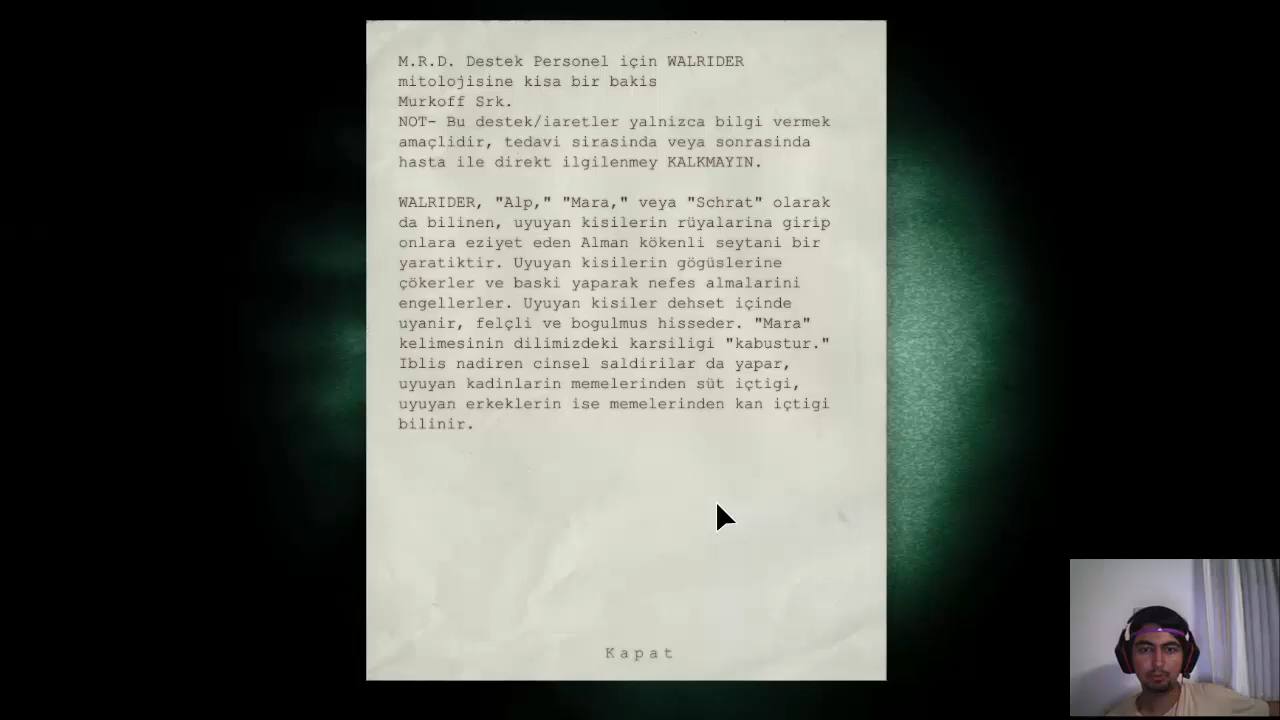 M.R.D. Destek Personel için WALRIDER
mitolojisine kisa bir bakis
Murkoff Srk.
NOT- Bu destek/iaretler yalnizca bilgi vermek
amaçlidir, tedavi sirasinda veya sonrasinda
hasta ile direkt ilgilenmey KALKMAYIN.
WALRIDER, "Alp," "Mara," veya "Schrat" olarak
da bilinen, uyuyan kisilerin rüyalarina girip
onlara eziyet eden Alman kökenli seytani bir
yaratiktir. Uyuyan kisilerin gögüslerine
çökerler ve baski yaparak nefes almalarini
engellerler. Uyuyan kisiler dehset içinde
uyanir, felçli ve bogulmus hisseder. "Mara"
kelimesinin dilimizdeki karsiligi "kabustur."
Iblis nadiren cinsel saldirilar da yapar,
uyuyan kadinlarin memelerinden süt içtigi,
uyuyan erkeklerin ise memelerinden kan içtigi
bilinir.
Kapat